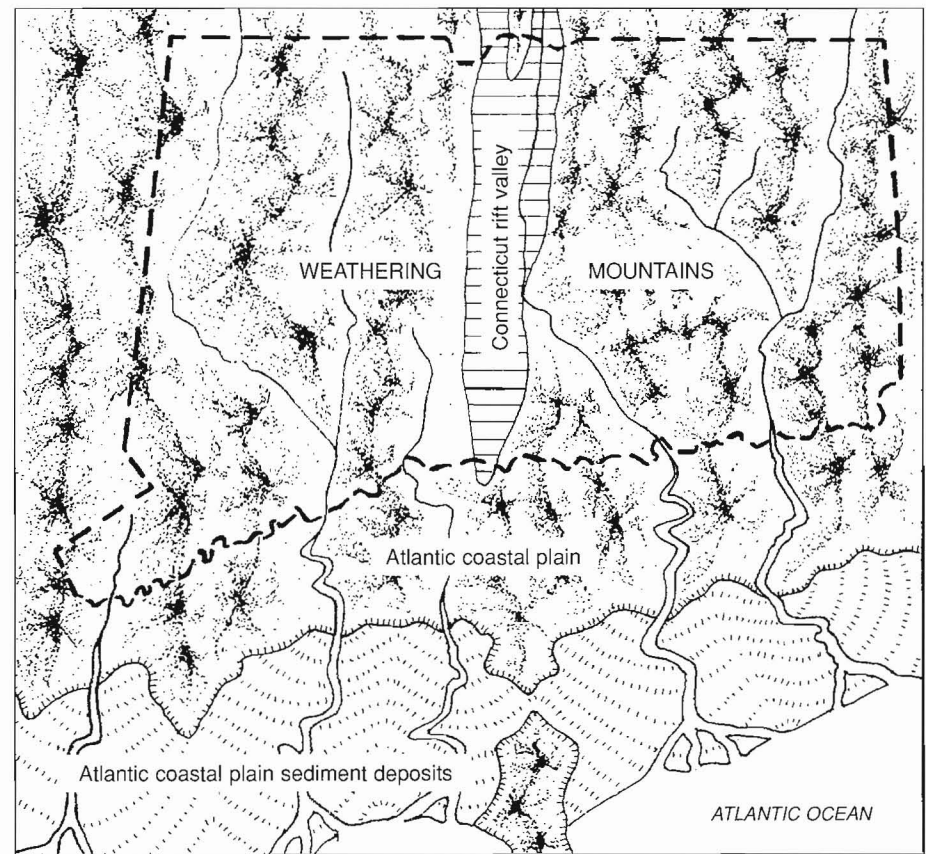 WEATHERING
Connecticut rift valley
MOUNTAINS
Atlantic coastal plain
Atlantic coastal plain sediment deposits
ATLANTIC OCEAN